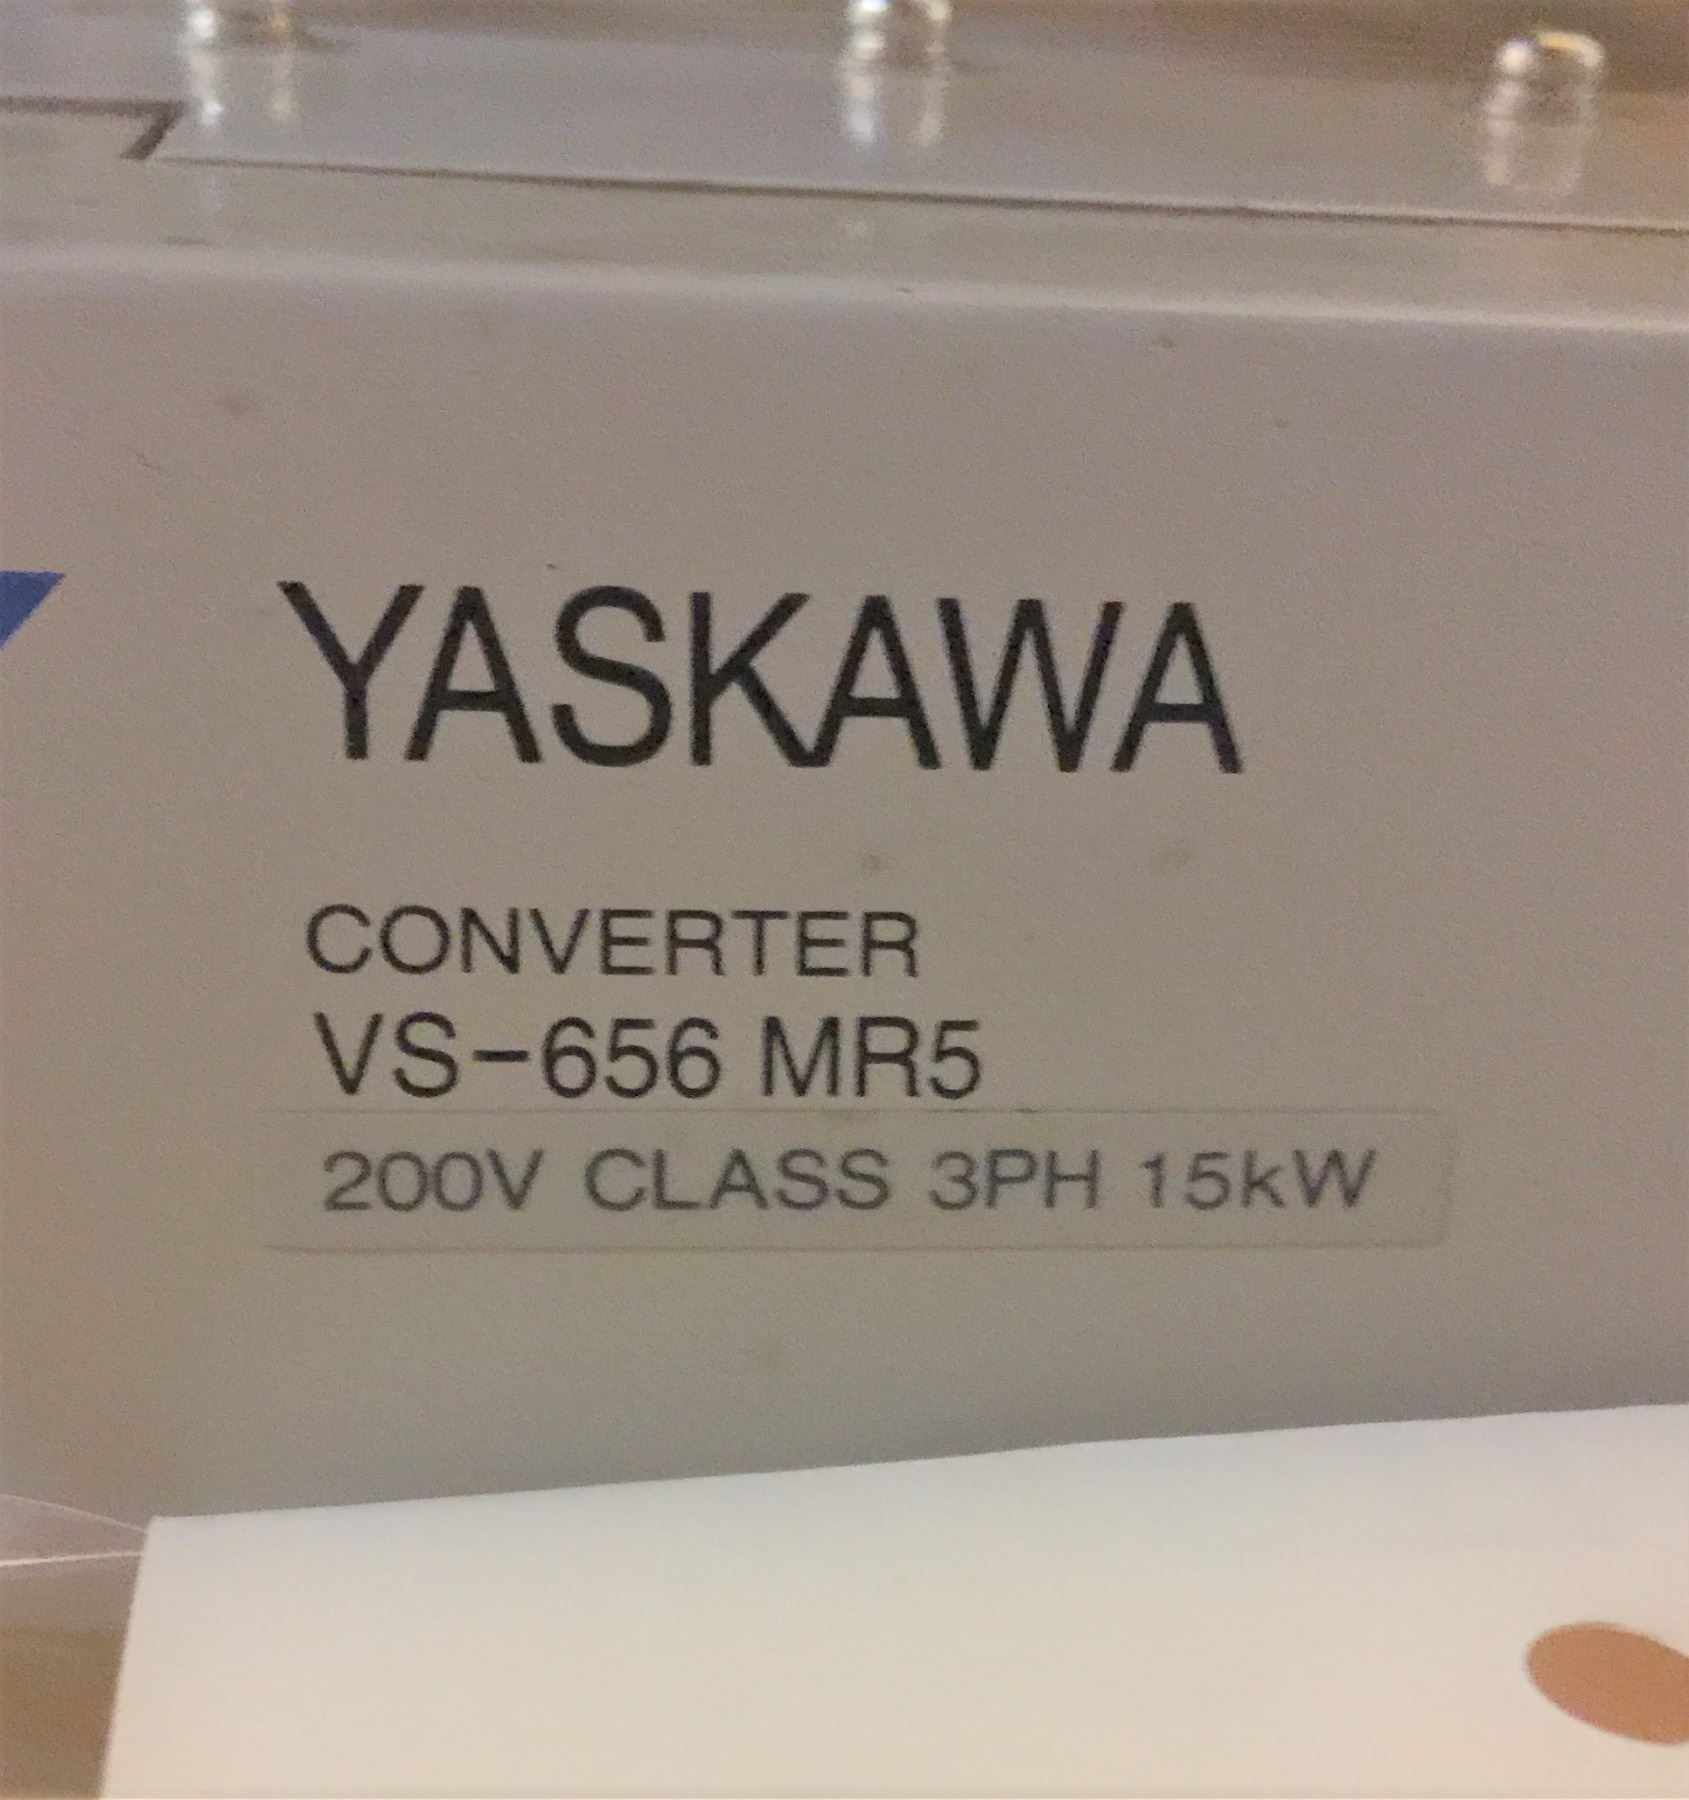 YASKAWA
CONVERTER
VS-656 MR5
200V CLASS 3PH 15kW